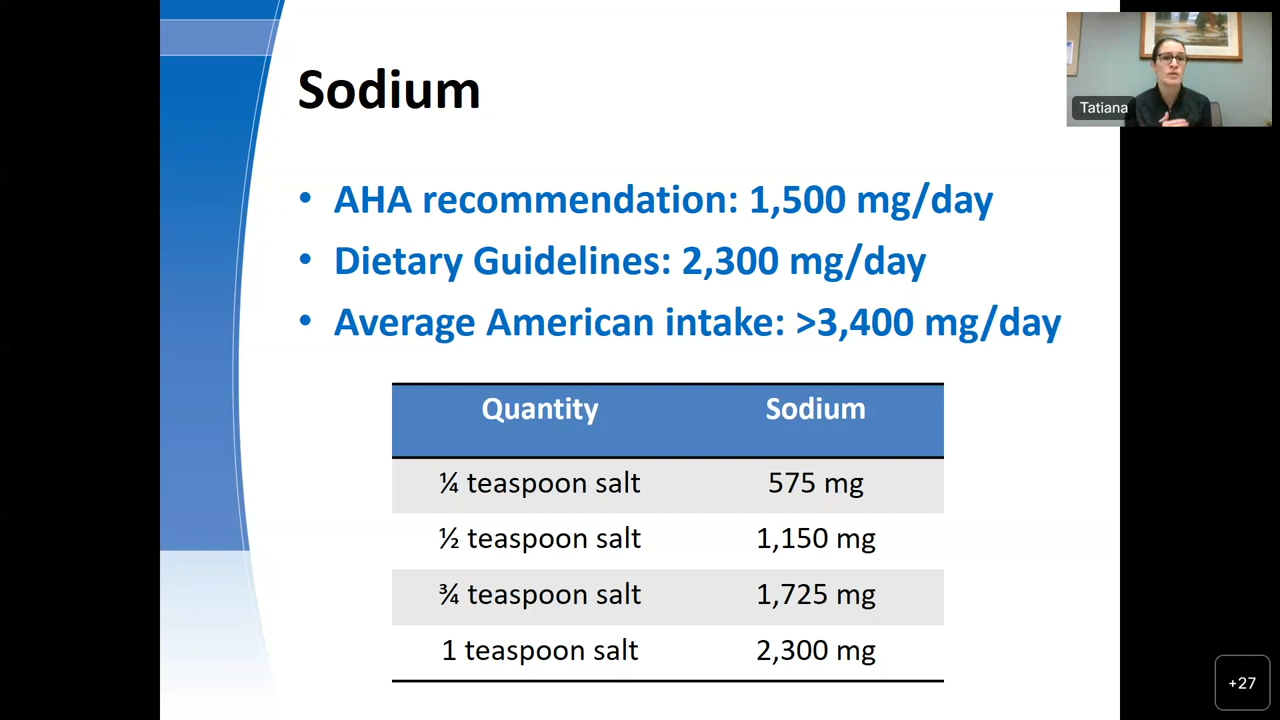 Sodium
Tatiana
• AHA recommendation: 1,500 mg/day
• Dietary Guidelines: 2,300 mg/day
• Average American intake: >3,400 mg/day
Quantity Sodium
¼ teaspoon salt 575 mg
½ teaspoon salt 1,150 mg
¾ teaspoon salt 1,725 mg
1 teaspoon salt 2,300 mg
+27